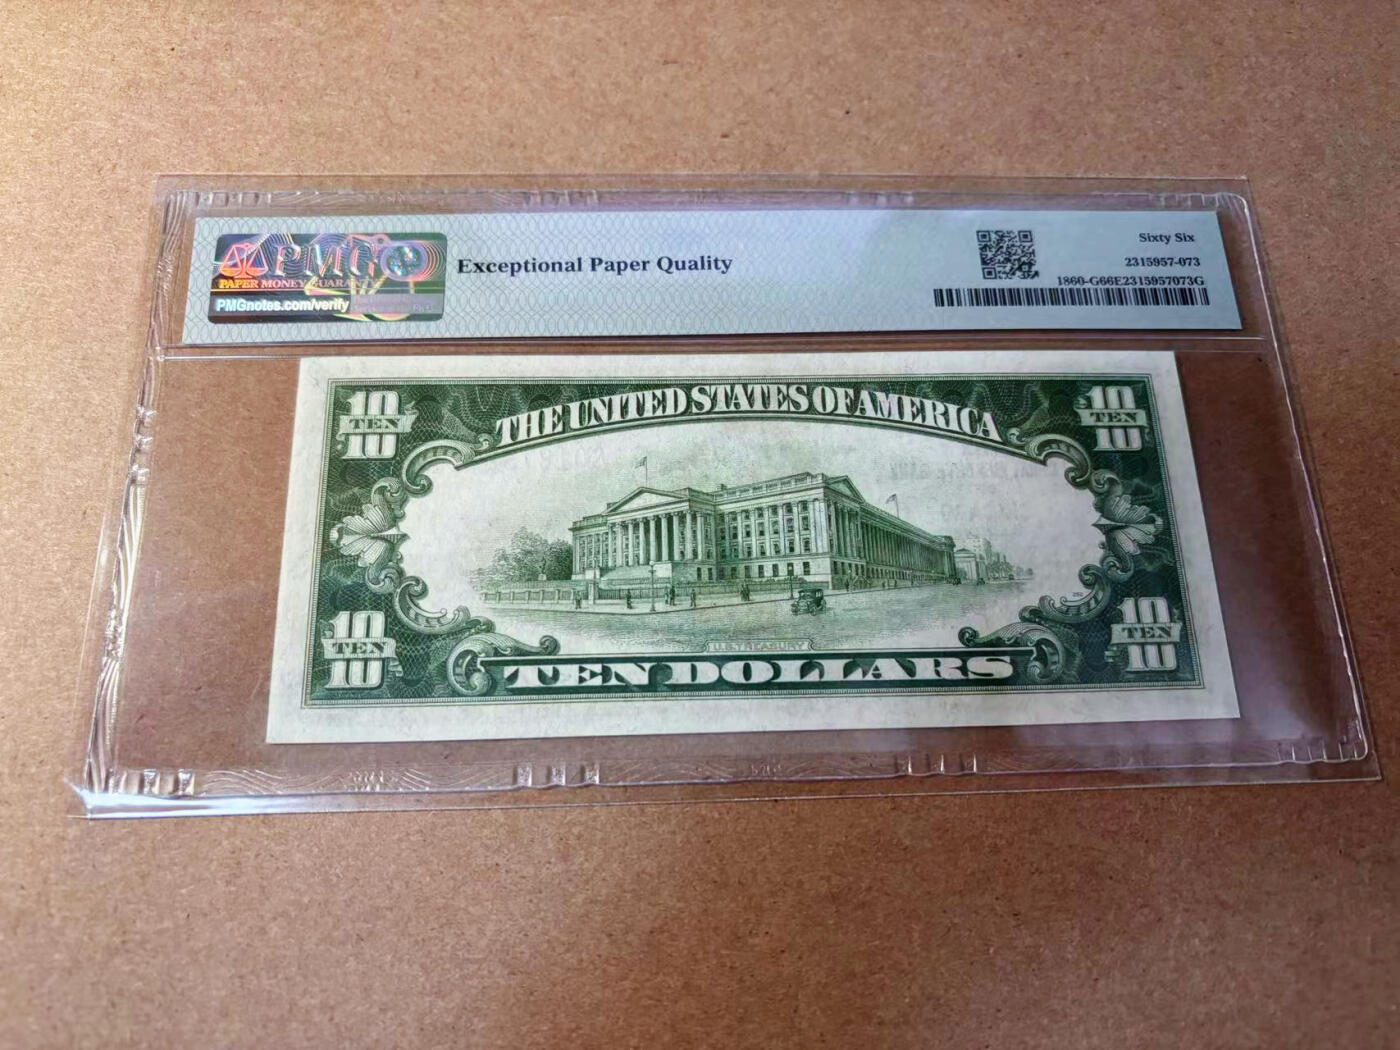 PMG
PAPER MONEY GUARANTY
PMGnotes.com/verify
Exceptional Paper Quality
Sixty Six
2315957-073
1860-G66E2315957073G
THE UNITED STATES OF AMERICA
10
TEN
10
10
TEN
10
10
TEN
10
10
TEN
10
U.S. TREASURY
TEN DOLLARS